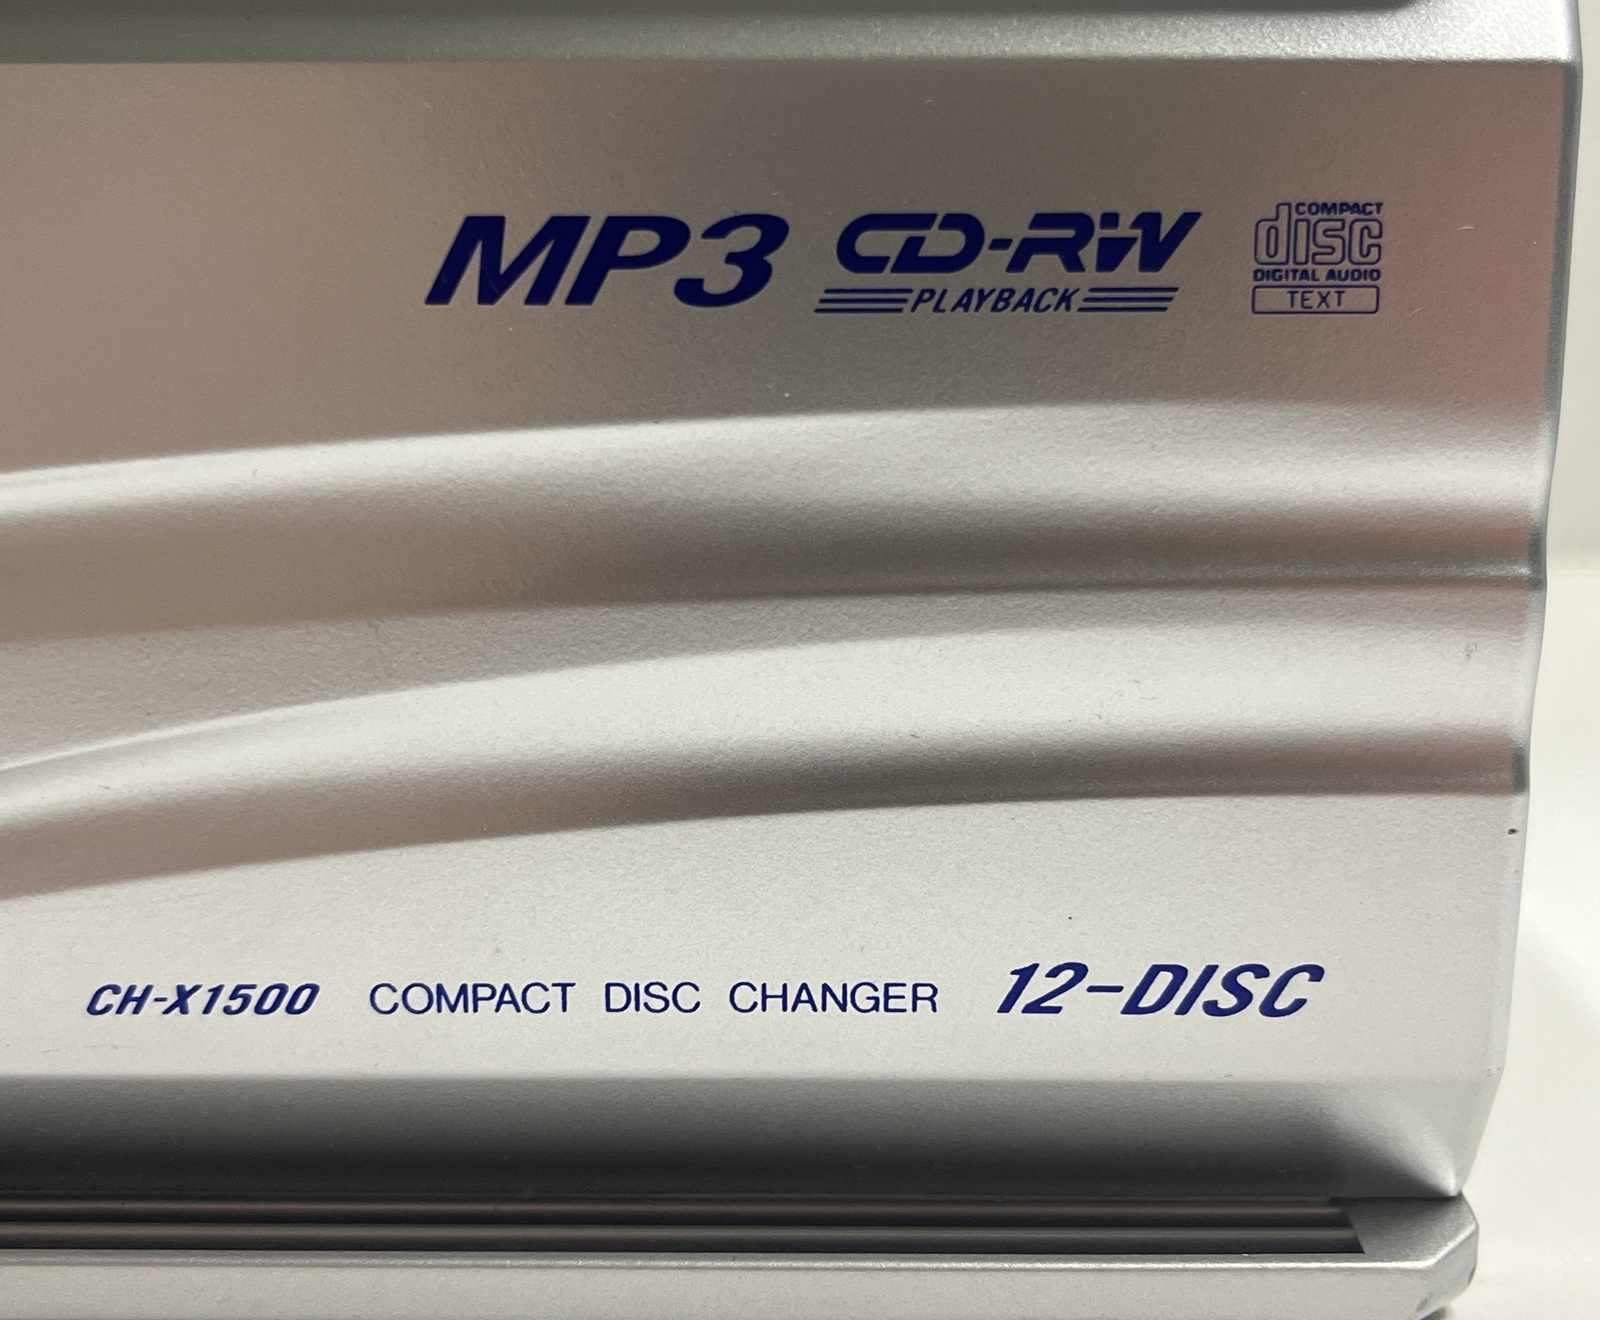 MP3 CD-RW COMPACT
disc
PLAYBACK DIGITAL AUDIO
TEXT
CH-X1500 COMPACT DISC CHANGER 12-DISC